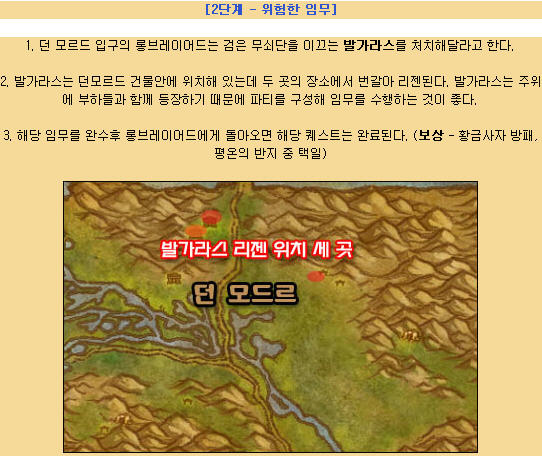 [2단계 - 위험한 임무]
1. 던 모르드 입구의 롱브레이어드는 검은 무쇠단을 이끄는 발가라스를 처치해달라고 한다.
2. 발가라스는 던모르드 건물안에 위치해 있는데 두 곳의 장소에서 번갈아 리젠된다. 발가라스는 주위
에 부하들과 함께 등장하기 때문에 파티를 구성해 임무를 수행하는 것이 좋다.
3. 해당 임무를 완수후 롱브레이어드에게 돌아오면 해당 퀘스트는 완료된다. (보상 - 황금사자 방패,
평온의 반지 중 택일)
발가라스 리젠 위치 세 곳
던 모드르